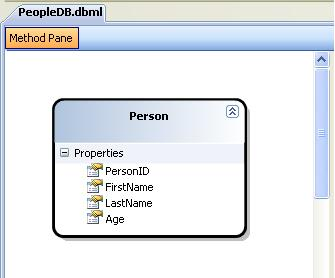 PeopleDB.dbml
Method Pane
Person
Properties
PersonID
FirstName
LastName
Age